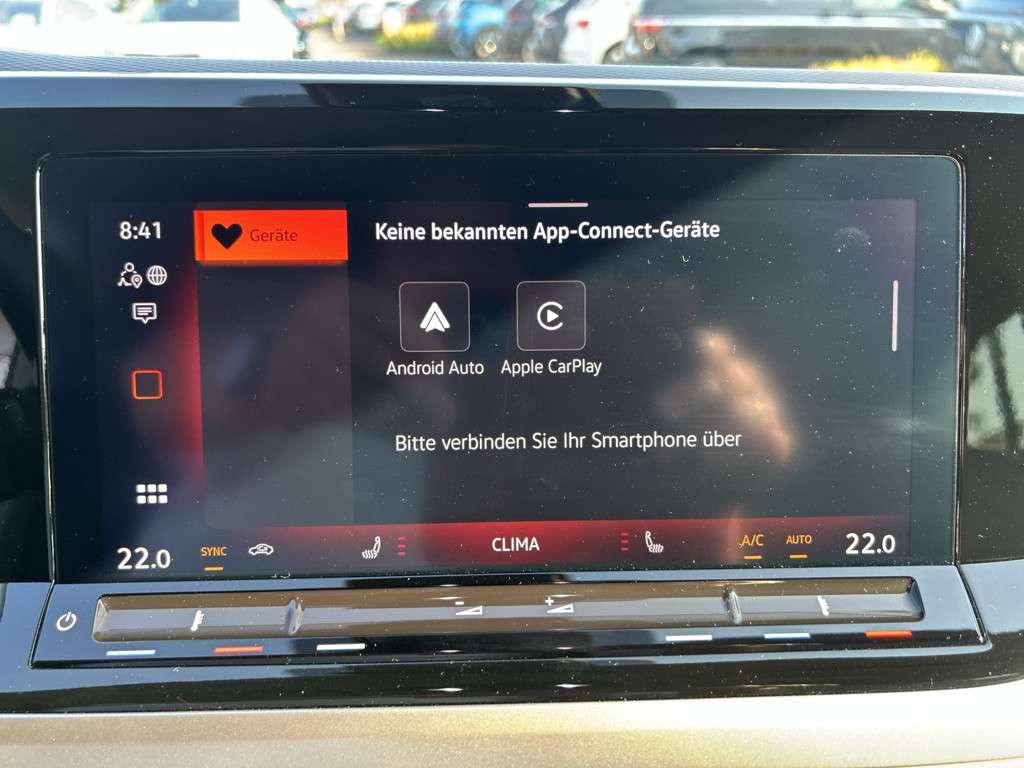 8:41
Geräte
Keine bekannten App-Connect-Geräte
Android Auto
Apple CarPlay
Bitte verbinden Sie Ihr Smartphone über
22.0
SYNC
CLIMA
A/C
AUTO
22.0